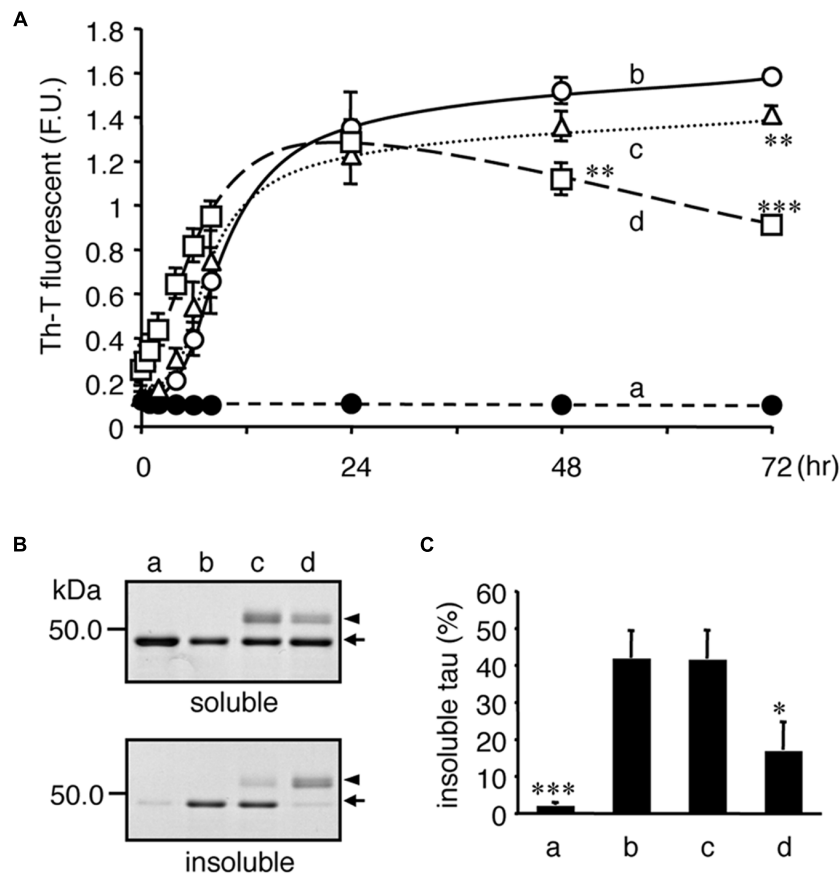 A
Th-T fluorescent (F.U.)
1.8
1.6
1.4
1.2
1
0.8
0.6
0.4
0.2
0
b
c
**
**
d
***
a
0 24 48 72 (hr)
B
a b c d
kDa
50.0
soluble
50.0
insoluble
C
insoluble tau (%)
60
50
40
30
20
10
0
***
*
a b c d